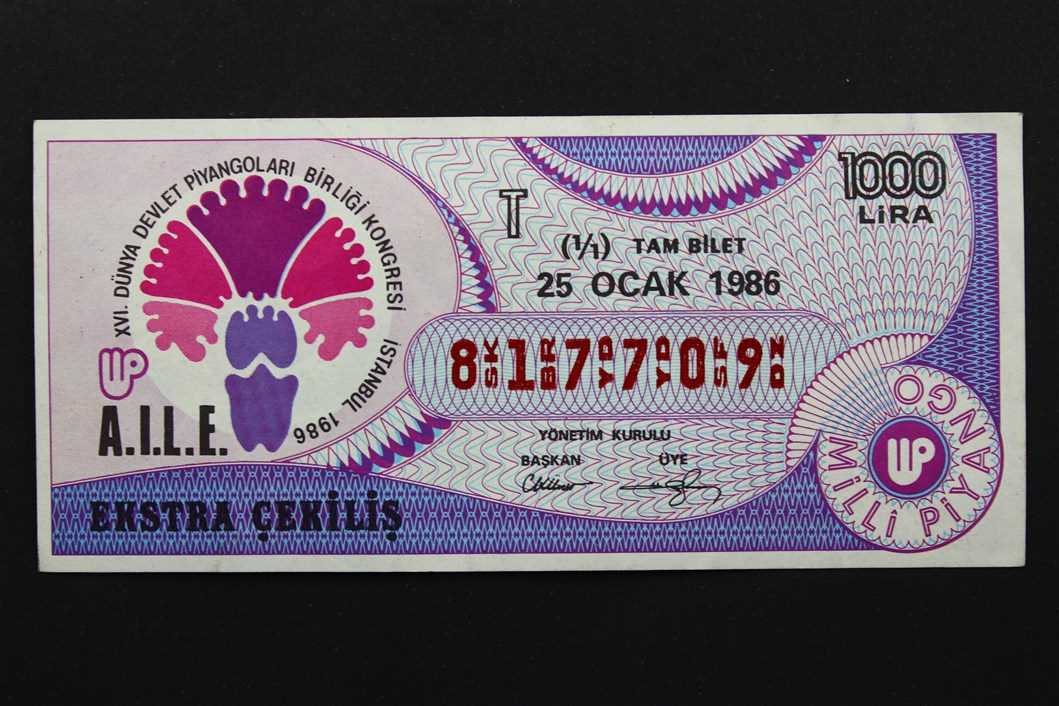 XVI. DÜNYA DEVLET PİYANGOLARI BİRLİĞİ KONGRESİ İSTANBUL 1986
A.I.L.E.
EKSTRA ÇEKİLİŞ
T
1000
LİRA
(1/1) TAM BİLET
25 OCAK 1986
8 SK 1 BR 7 YD 7 YD 0 SF 9 DZ
YÖNETİM KURULU
BAŞKAN ÜYE
MİLLİ PİYANGO